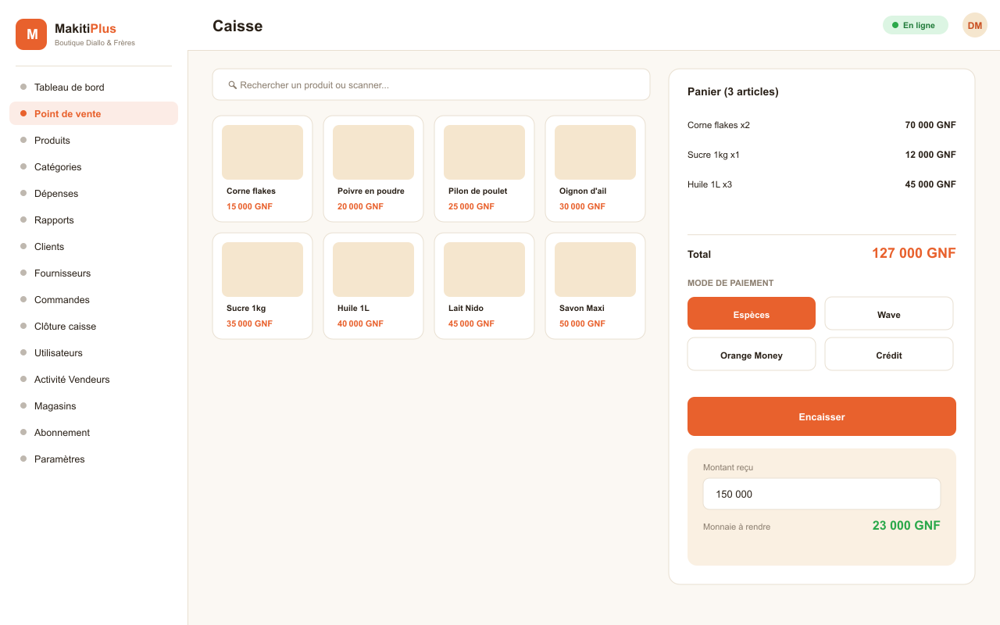 M
MakitiPlus
Boutique Diallo & Frères
Tableau de bord
Point de vente
Produits
Catégories
Dépenses
Rapports
Clients
Fournisseurs
Commandes
Clôture caisse
Utilisateurs
Activité Vendeurs
Magasins
Abonnement
Paramètres
Caisse
En ligne
DM
Rechercher un produit ou scanner...
Corne flakes
15 000 GNF
Poivre en poudre
20 000 GNF
Pilon de poulet
25 000 GNF
Oignon d'ail
30 000 GNF
Sucre 1kg
35 000 GNF
Huile 1L
40 000 GNF
Lait Nido
45 000 GNF
Savon Maxi
50 000 GNF
Panier (3 articles)
Corne flakes x2 70 000 GNF
Sucre 1kg x1 12 000 GNF
Huile 1L x3 45 000 GNF
Total 127 000 GNF
MODE DE PAIEMENT
Espèces Wave
Orange Money Crédit
Encaisser
Montant reçu
150 000
Monnaie à rendre 23 000 GNF